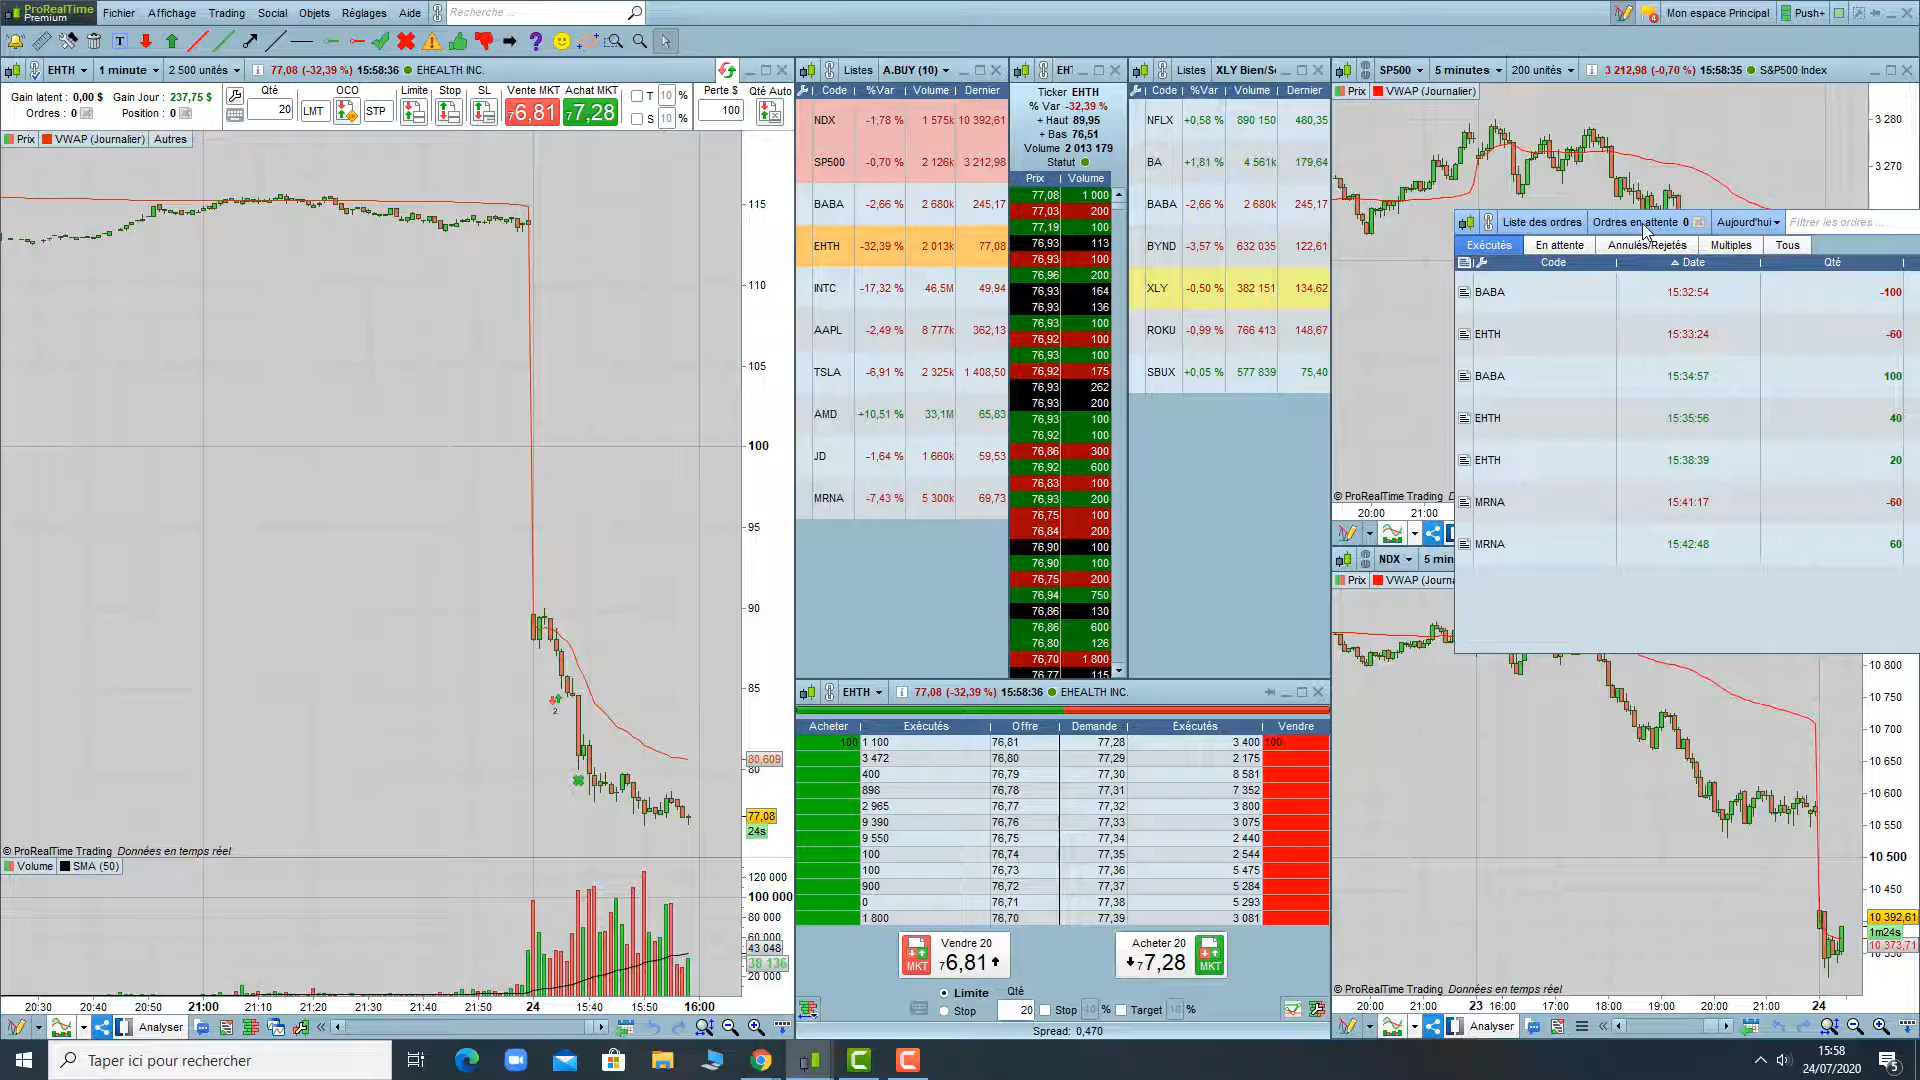 ProRealTime Premium Fichier Affichage Trading Social Objets Réglages Aide Recherche ... Mon espace Principal Push+
EHTH 1 minute 2 500 unités 77,08 (-32,39 %) 15:58:36 EHEALTH INC.
Gain latent : 0,00 $ Gain Jour : 237,75 $
Ordres : 0 Position : 0
Qté 20 OCO LMT STP Limite Stop SL Vente MKT 76,81 Achat MKT 77,28 T 10 % S 10 % Perte $ 100 Qté Auto
Prix VWAP (Journalier) Autres
115
110
105
100
95
90
85
80,609
80
77,08
24s
© ProRealTime Trading Données en temps réel
Volume SMA (50)
120 000
100 000
80 000
60 000
43 048
38 136
20 000
20:30 20:40 20:50 21:00 21:10 21:20 21:30 21:40 21:50 24 15:40 15:50 16:00
Analyser
Listes A.BUY (10)
Code %Var Volume Dernier
NDX -1,78 % 1 575k 10 392,61
SP500 -0,70 % 2 126k 3 212,98
BABA -2,66 % 2 680k 245,17
EHTH -32,39 % 2 013k 77,08
INTC -17,32 % 46,5M 49,94
AAPL -2,49 % 8 777k 362,13
TSLA -6,91 % 2 325k 1 408,50
AMD +10,51 % 33,1M 65,83
JD -1,64 % 1 660k 59,53
MRNA -7,43 % 5 300k 69,73
Ticker EHTH
% Var -32,39 %
+ Haut 89,95
+ Bas 76,51
Volume 2 013 179
Statut
Prix Volume
77,08 1 000
77,03 200
77,19 100
76,93 113
76,93 100
76,96 200
76,93 164
76,93 136
76,93 100
76,92 100
76,93 100
76,92 175
76,93 262
76,93 200
76,93 100
76,92 100
76,86 300
76,92 600
76,83 100
76,93 200
76,75 100
76,84 200
76,90 100
76,90 100
76,75 200
76,94 750
76,86 130
76,86 600
76,80 126
76,70 1 800
76,77 115
Listes XLY Bien/S
Code %Var Volume Dernier
NFLX +0,58 % 890 150 480,35
BA +1,81 % 4 561k 179,64
BABA -2,66 % 2 680k 245,17
BYND -3,57 % 632 035 122,61
XLY -0,50 % 382 151 134,62
ROKU -0,99 % 766 413 148,67
SBUX +0,05 % 577 839 75,40
EHTH 77,08 (-32,39 %) 15:58:36 EHEALTH INC.
Acheter Exécutés Offre Demande Exécutés Vendre
100 1 100 76,81 77,28 3 400 100
3 472 76,80 77,29 2 175
400 76,79 77,30 8 581
898 76,78 77,31 7 352
2 965 76,77 77,32 3 800
9 390 76,76 77,33 3 075
9 550 76,75 77,34 2 440
100 76,74 77,35 2 544
100 76,73 77,36 5 475
900 76,72 77,37 5 284
0 76,71 77,38 5 293
1 800 76,70 77,39 3 081
MKT Vendre 20 76,81
Acheter 20 77,28 MKT
Limite Qté
Stop 20 Stop 10 % Target 10 %
Spread: 0,470
SP500 5 minutes 200 unités 3 212,98 (-0,70 %) 15:58:35 S&P500 Index
Prix VWAP (Journalier)
3 280
3 270
© ProRealTime Trading
20:00 21:00
Liste des ordres Ordres en attente 0 Aujourd'hui Filtrer les ordres ...
Exécutés En attente Annulés/Rejetés Multiples Tous
Code Date Qté
BABA 15:32:54 -100
EHTH 15:33:24 -60
BABA 15:34:57 100
EHTH 15:35:56 40
EHTH 15:38:39 20
MRNA 15:41:17 -60
MRNA 15:42:48 60
NDX 5 min
Prix VWAP (Journa
10 800
10 750
10 700
10 650
10 600
10 550
10 500
10 450
10 392,61
1m24s
10 373,71
© ProRealTime Trading Données en temps réel
20:00 21:00 23 16:00 17:00 18:00 19:00 20:00 21:00 24
Analyser
Taper ici pour rechercher
15:58
24/07/2020
5